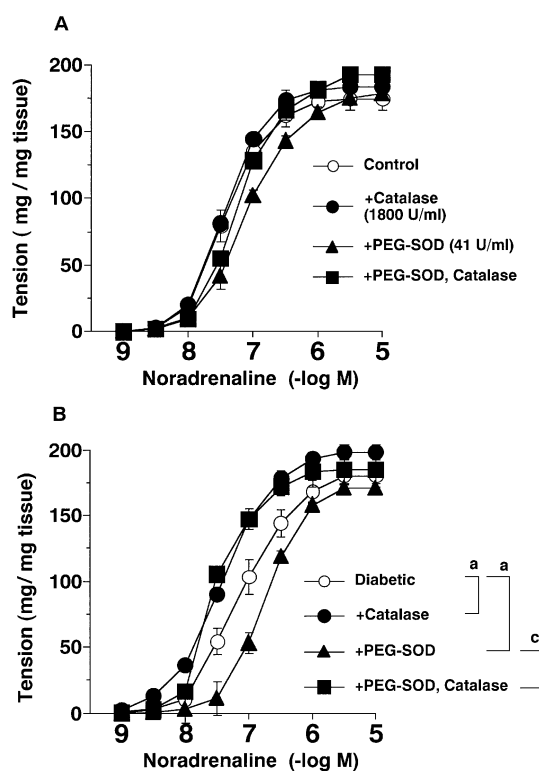 A
200
150
100
50
0
Tension ( mg / mg tissue)
Control
+Catalase
(1800 U/ml)
+PEG-SOD (41 U/ml)
+PEG-SOD, Catalase
9 8 7 6 5
Noradrenaline (-log M)
B
200
150
100
50
0
Tension (mg/ mg tissue)
Diabetic
+Catalase
+PEG-SOD
+PEG-SOD, Catalase
a a
c
9 8 7 6 5
Noradrenaline (-log M)